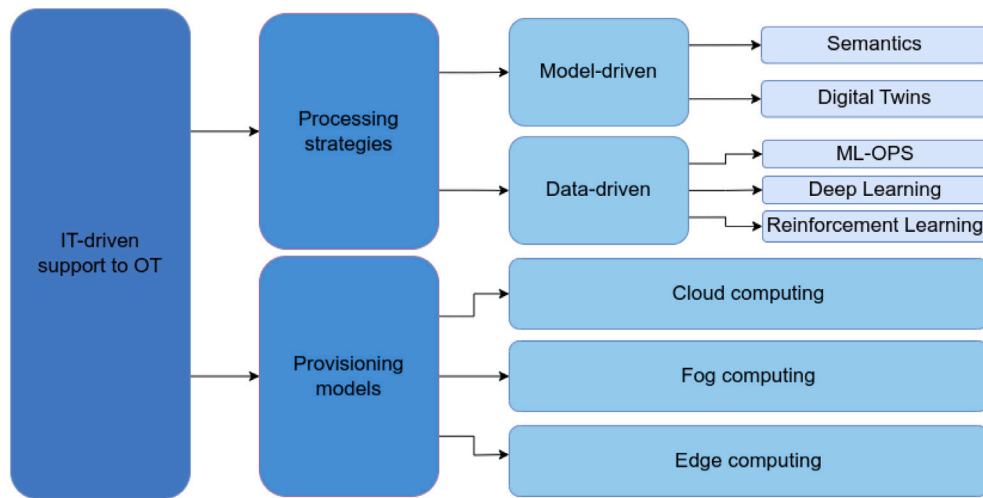 IT-driven
support to OT
Processing
strategies
Model-driven
Semantics
Digital Twins
Data-driven
ML-OPS
Deep Learning
Reinforcement Learning
Provisioning
models
Cloud computing
Fog computing
Edge computing